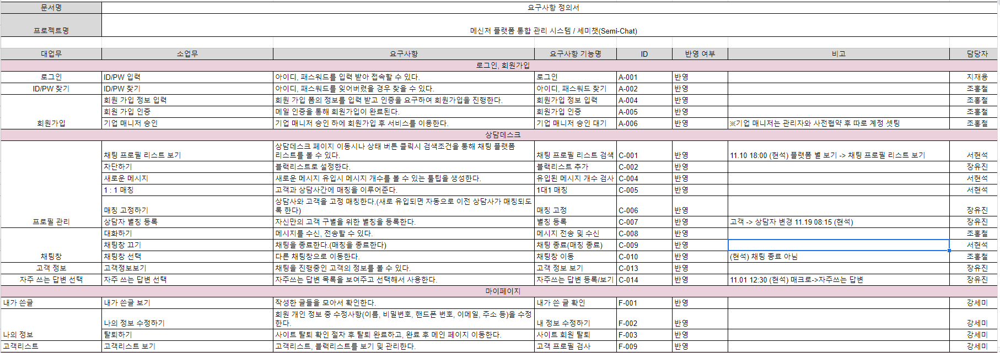 문서명 요구사항 정의서
프로젝트명 메신저 플랫폼 통합 관리 시스템 / 세미챗(Semi-Chat)
대업무 소업무 요구사항 요구사항 기능명 ID 반영 여부 비고 담당자
로그인, 회원가입
로그인 ID/PW 입력 아이디, 패스워드를 입력 받아 접속할 수 있다. 로그인 A-001 반영 지재용
ID/PW 찾기 ID/PW 찾기 아이디, 패스워드를 잊어버렸을 경우 찾을 수 있다. 아이디, 패스워드 찾기 A-002 반영 조홍철
회원 가입 정보 입력 회원 가입 폼의 정보를 입력 받고 인증을 요구하여 회원가입을 진행한다. 회원가입 정보 입력 A-004 반영 조홍철
회원 가입 인증 메일 인증을 통해 회원가입이 완료된다. 회원가입 인증 A-005 반영 조홍철
회원가입 기업 매니저 승인 기업 매니저 승인 하에 회원가입 후 서비스를 이용한다. 기업 매니저 승인 대기 A-006 반영 ※기업 매니저는 관리자와 사전협약 후 따로 계정 셋팅 조홍철
상담데스크
상담데스크 페이지 이동시나 상태 버튼 클릭시 검색조건을 통해 채팅 플랫폼
채팅 프로필 리스트 보기 리스트를 볼 수 있다. 채팅 프로필 리스트 검색 C-001 반영 11.10 18:00 (현석) 플랫폼 별 보기 -> 채팅 프로필 리스트 보기 서현석
차단하기 블랙리스트로 설정한다. 블랙리스트 추가 C-002 반영 장유진
새로운 메시지 새로운 메시지 유입시 메시지 개수를 볼 수 있는 툴팁을 생성한다. 유입된 메시지 개수 검사 C-004 반영 서현석
1 : 1 매칭 고객과 상담사간에 매칭을 이루어준다. 1대1 매칭 C-005 반영 서현석
상담사와 고객을 고정 매칭한다.(새로 유입되면 자동으로 이전 상담사가 매칭되도
매칭 고정하기 록 한다) 매칭 고정 C-006 반영 장유진
프로필 관리 상담자 별칭 등록 자신만의 고객 구별을 위한 별칭을 등록한다. 별칭 등록 C-007 반영 고객 -> 상담자 변경 11.19 08:15 (현석) 장유진
대화하기 메시지를 수신, 전송할 수 있다. 메시지 전송 및 수신 C-008 반영 조홍철
채팅창 끄기 채팅을 종료한다.(매칭을 종료한다) 채팅 종료(매칭 종료) C-009 반영 서현석
채팅창 채팅창 선택 다른 채팅창으로 이동한다. 채팅창 이동 C-010 반영 (현석) 채팅 종료 아님 조홍철
고객 정보 고객정보보기 채팅을 진행중인 고객의 정보를 볼 수 있다. 고객 정보 보기 C-013 반영 장유진
자주 쓰는 답변 선택 자주 쓰는 답변 선택 자주쓰는 답변 목록을 보여주고 선택해서 사용한다. 자주쓰는 답변 등록/보기 C-014 반영 11.01 12:30 (현석) 매크로->자주쓰는 답변 장유진
마이페이지
내가 쓴글 내가 쓴글 보기 작성한 글들을 모아서 확인한다. 내가 쓴 글 확인 F-001 반영 강세미
회원 개인 정보 중 수정사항(이름, 비밀번호, 핸드폰 번호, 이메일, 주소 등)을 수정
나의 정보 수정하기 한다. 내 정보 수정하기 F-002 반영 강세미
나의 정보 탈퇴하기 사이트 탈퇴 확인 절차 후 탈퇴 완료하고, 완료 후 메인 페이지 이동한다. 사이트 회원 탈퇴 F-003 반영 강세미
고객리스트 고객리스트 보기 고객리스트, 블랙리스트를 보기 및 관리한다. 고객 프로필 검사 F-009 반영 강세미